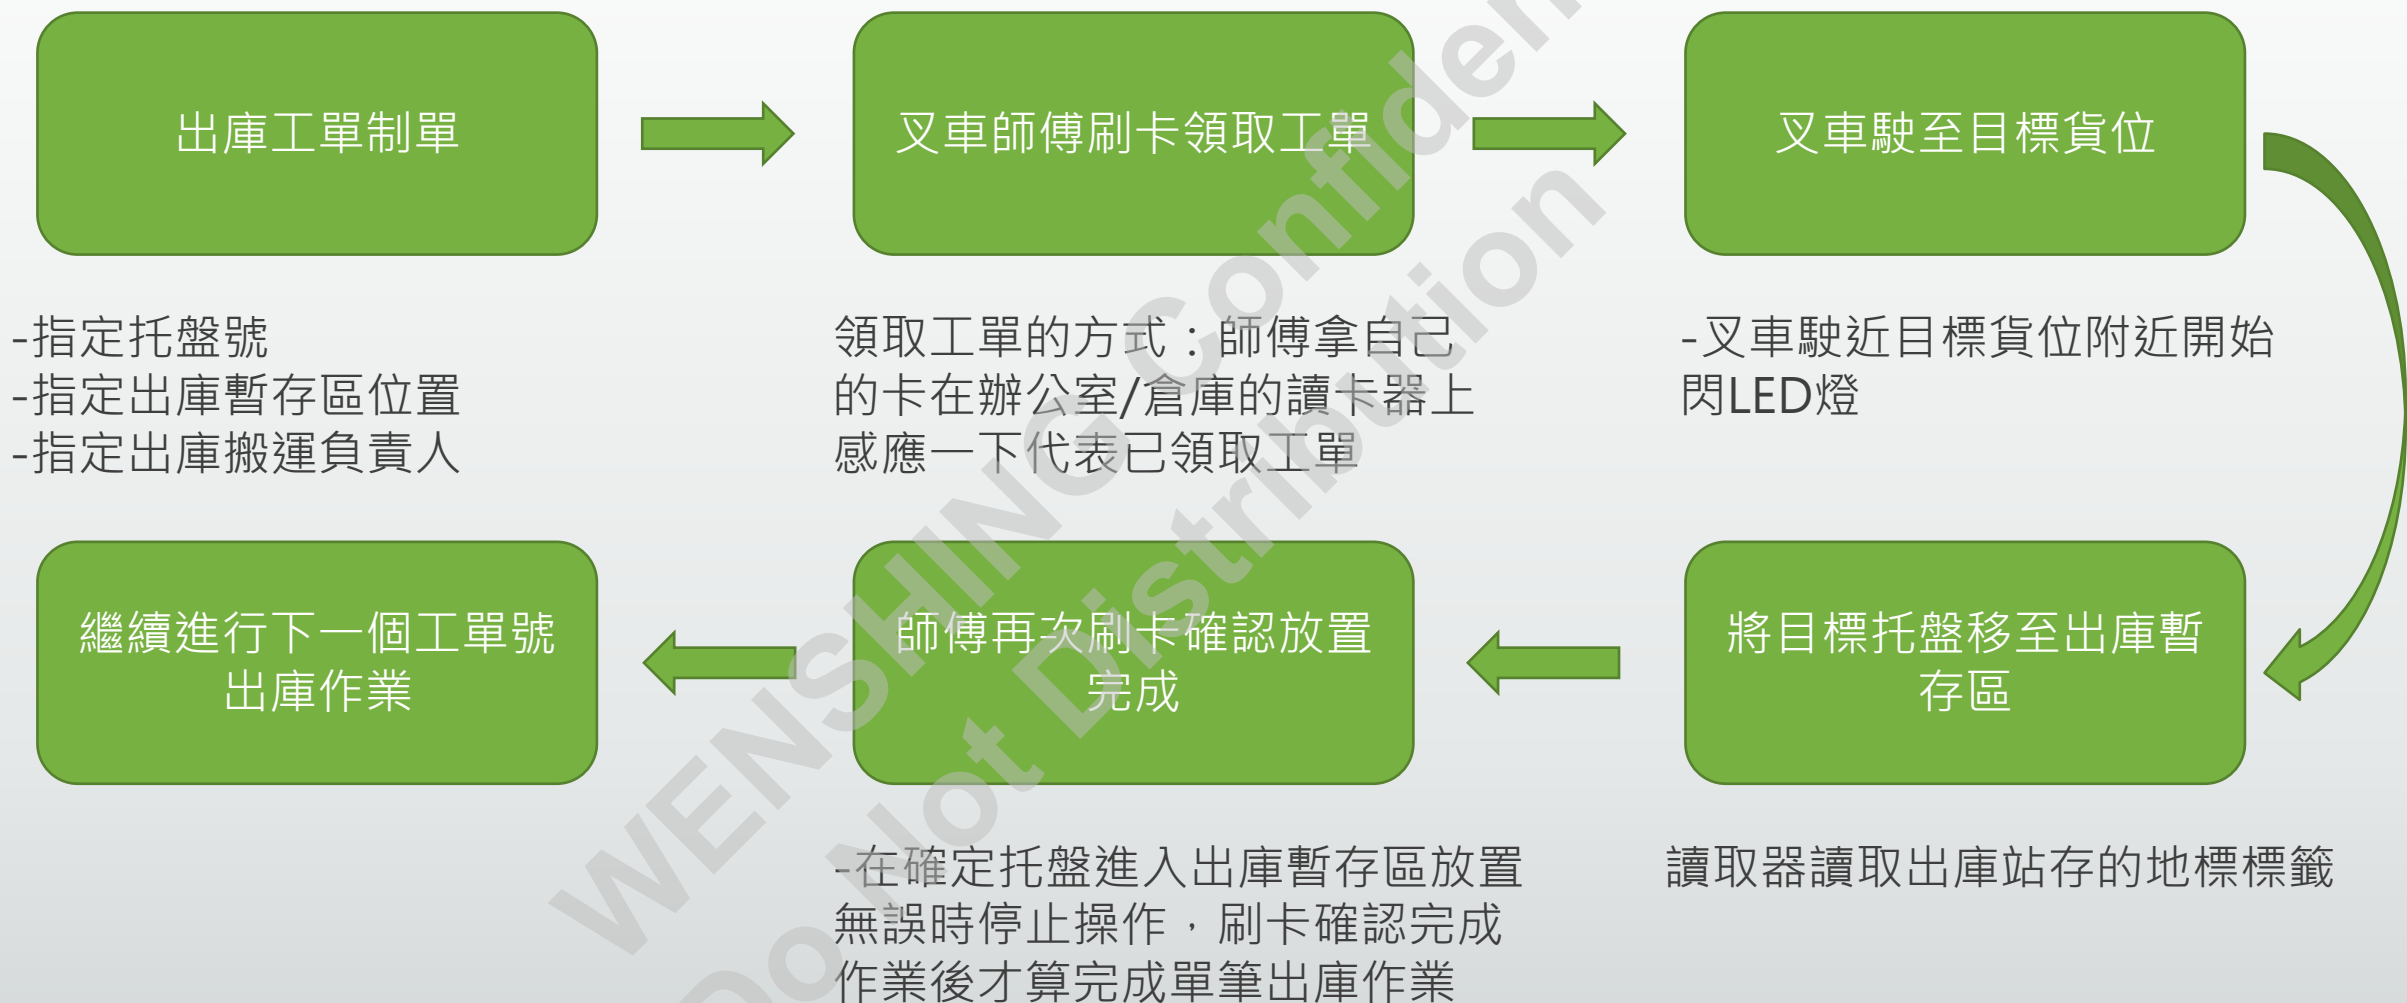 出庫工單制單
叉車師傅刷卡領取工單
叉車駛至目標貨位
-指定托盤號
-指定出庫暫存區位置
-指定出庫搬運負責人
領取工單的方式：師傅拿自己
的卡在辦公室/倉庫的讀卡器上
感應一下代表已領取工單
-叉車駛近目標貨位附近開始
閃LED燈
將目標托盤移至出庫暫
存區
師傅再次刷卡確認放置
完成
繼續進行下一個工單號
出庫作業
讀取器讀取出庫站存的地標標籤
-在確定托盤進入出庫暫存區放置
無誤時停止操作，刷卡確認完成
作業後才算完成單筆出庫作業
WENSHING Confiden
Do Not Distribution